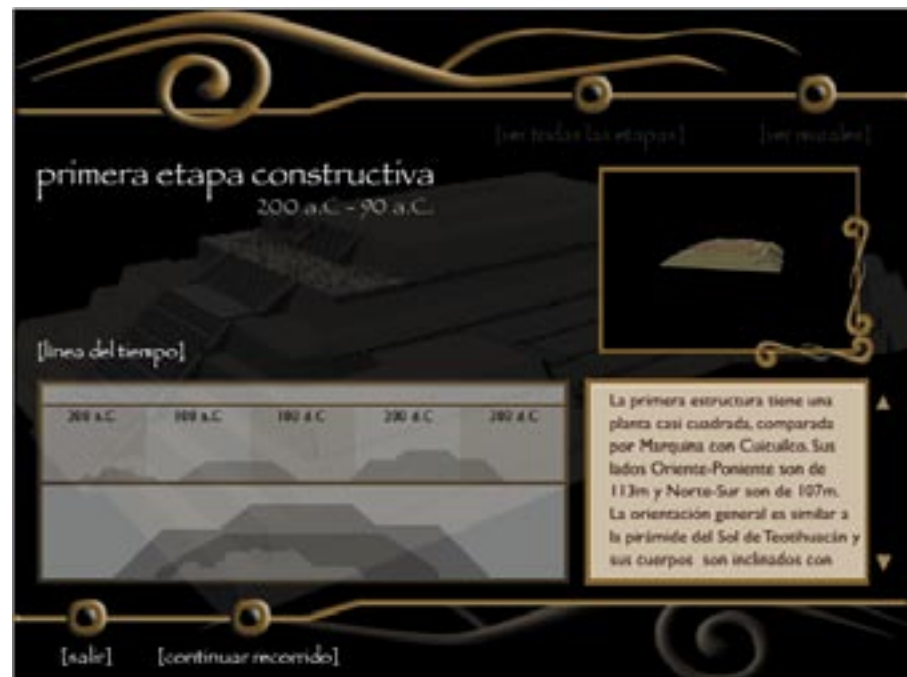 [ver todas las etapas] [ver murales]
primera etapa constructiva
200 a.C - 90 a.C.
[línea del tiempo]
200 a.C 100 a.C 100 d.C 200 d.C 300 d.C
La primera estructura tiene una
planta casi cuadrada, comparada
por Marquina con Cuicuilco. Sus
lados Oriente-Poniente son de
113m y Norte-Sur son de 107m.
La orientación general es similar a
la pirámide del Sol de Teotihuacán y
sus cuerpos son inclinados con
[salir] [continuar recorrido]